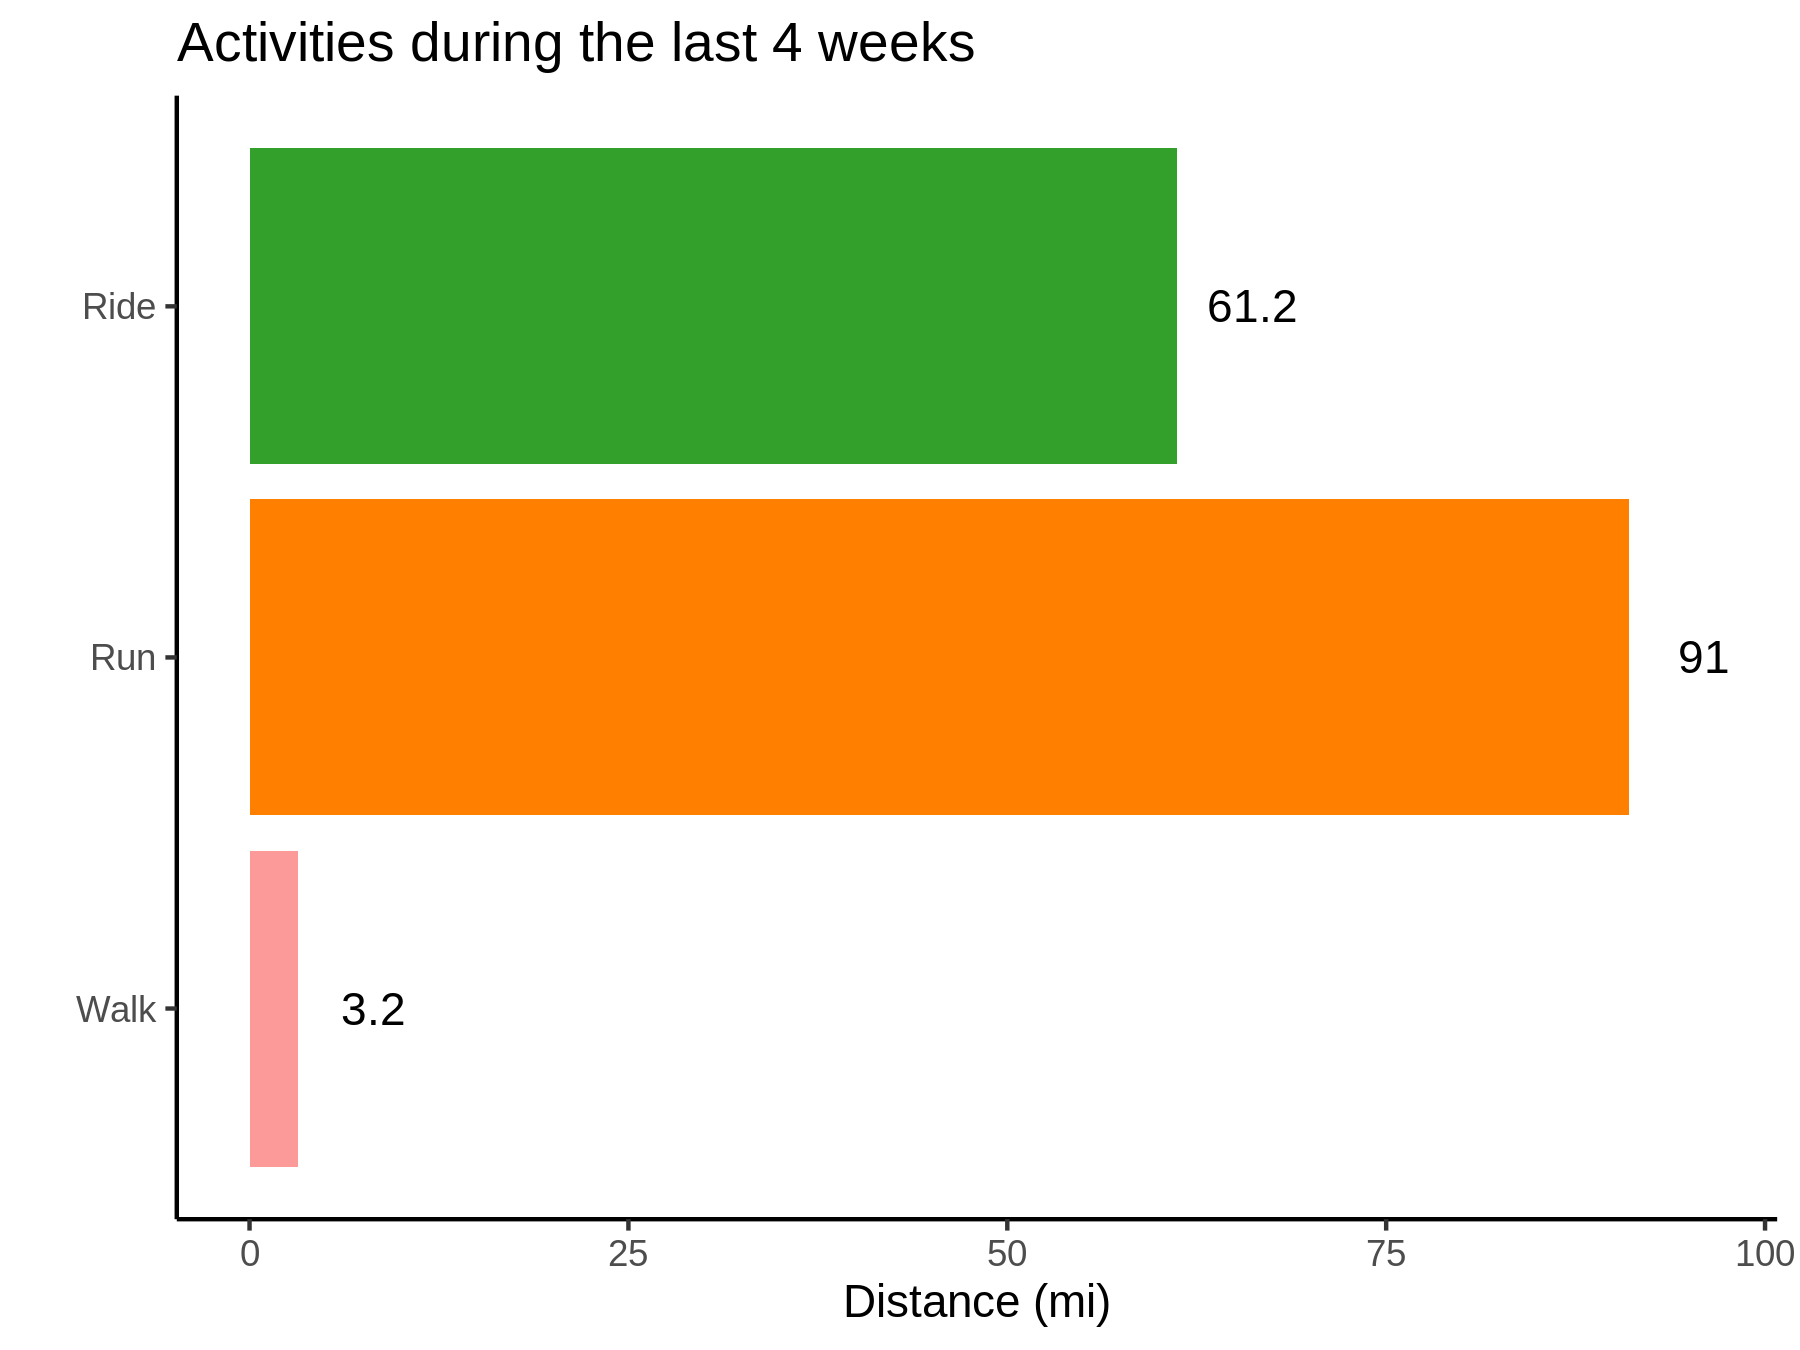 Activities during the last 4 weeks
Ride
61.2
Run
91
Walk
3.2
0 25 50 75 100
Distance (mi)